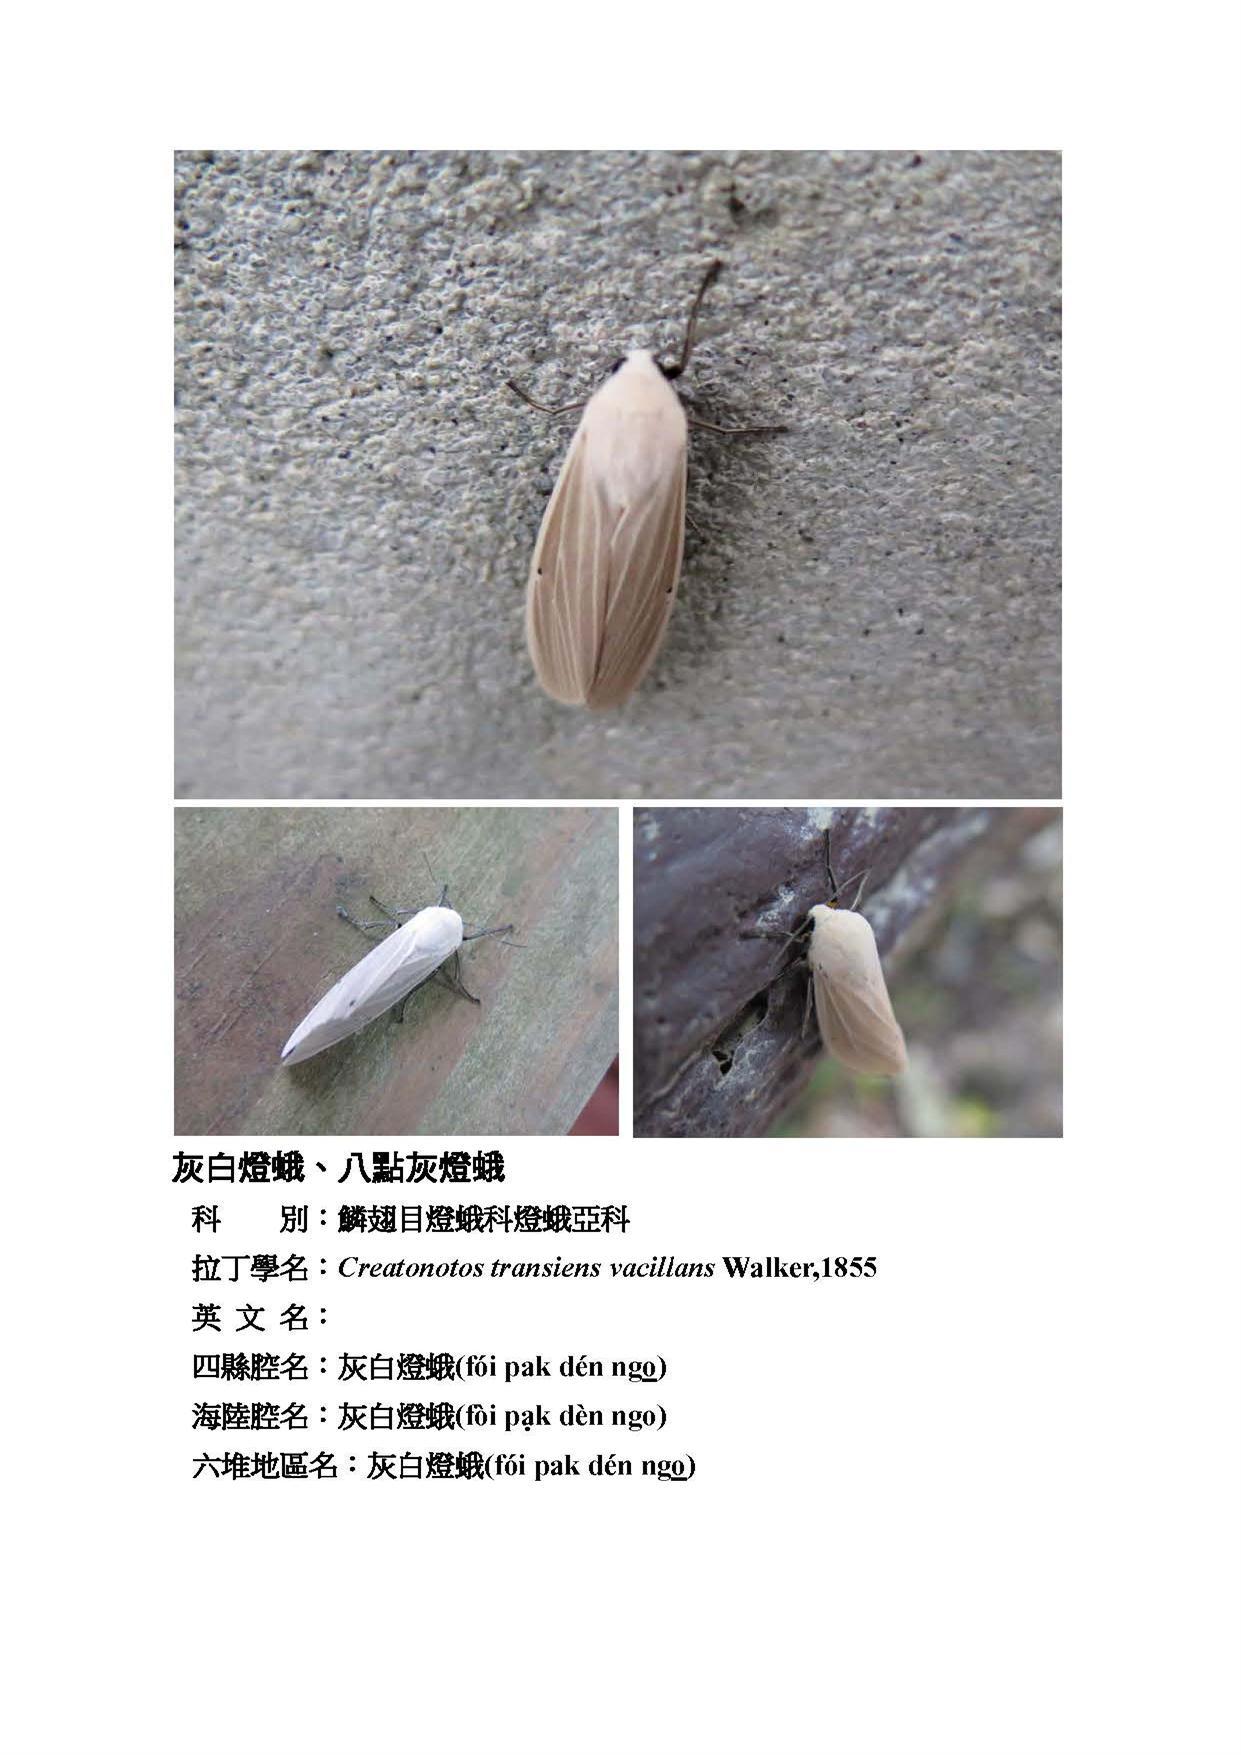 灰白燈蛾、八點灰燈蛾
科　　別：鱗翅目燈蛾科燈蛾亞科
拉丁學名：Creatonotos transiens vacillans Walker,1855
英 文 名：
四縣腔名：灰白燈蛾(fói pak dén ngo̲)
海陸腔名：灰白燈蛾(fòi pa̠k dèn ngo)
六堆地區名：灰白燈蛾(fói pak dén ngo̲)